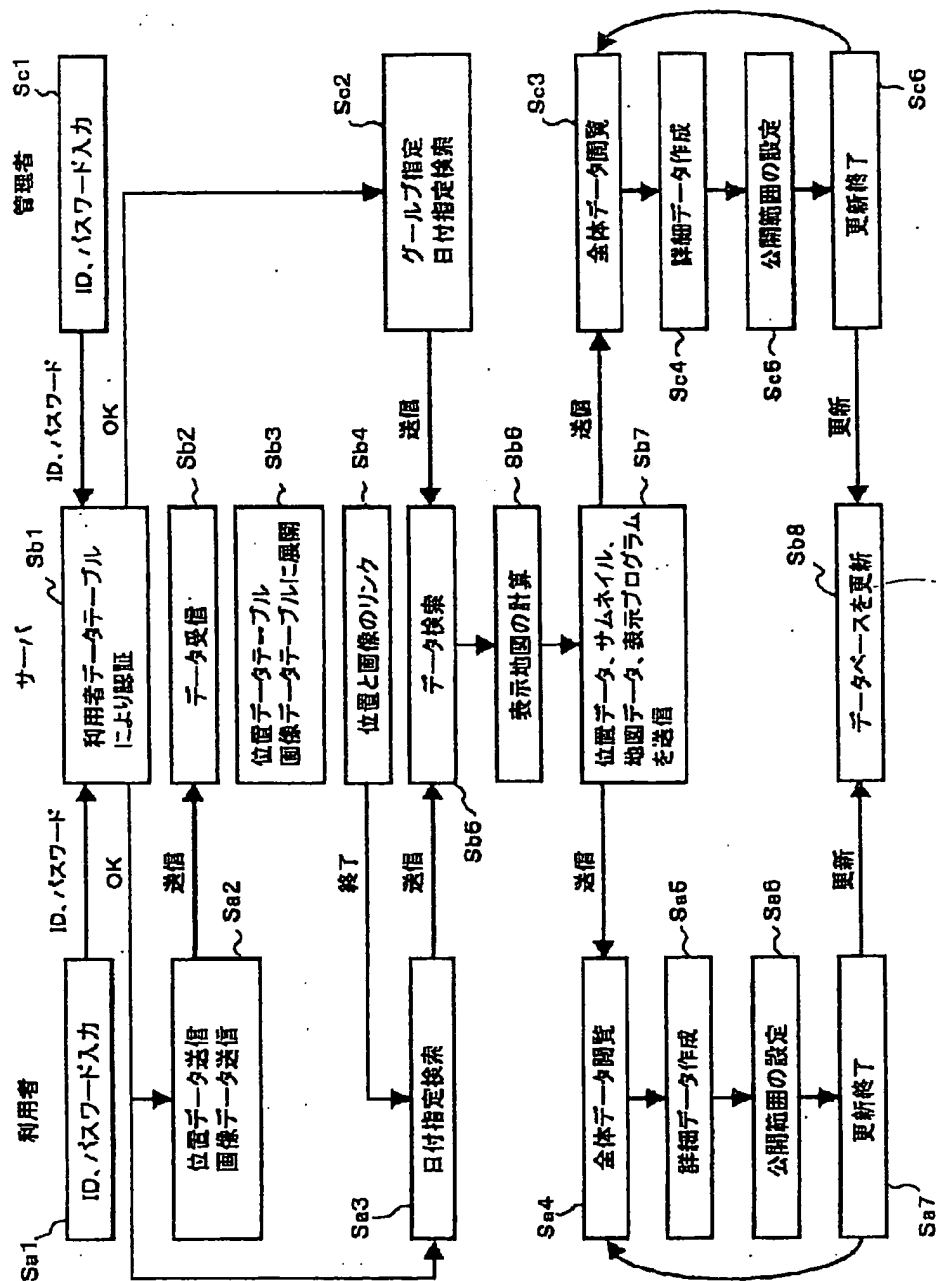 利用者
サーバ
管理者
Sa1
ID、パスワード入力
ID、パスワード
Sb1
利用者データテーブル
により認証
ID、パスワード
Sc1
ID、パスワード入力
OK
OK
Sa2
位置データ送信
画像データ送信
送信
Sb2
データ受信
Sb3
位置データテーブル
画像データテーブルに展開
Sb4
位置と画像のリンク
終了
Sa3
日付指定検索
送信
Sb5
データ検索
送信
Sc2
グールプ指定
日付指定検索
Sb6
表示地図の計算
Sb7
位置データ、サムネイル、
地図データ、表示プログラム
を送信
送信
送信
Sa4
全体データ閲覧
Sa5
詳細データ作成
Sa6
公開範囲の設定
更新終了
Sa7
更新
Sb8
データベースを更新
更新
Sc3
全体データ閲覧
Sc4
詳細データ作成
Sc5
公開範囲の設定
更新終了
Sc6